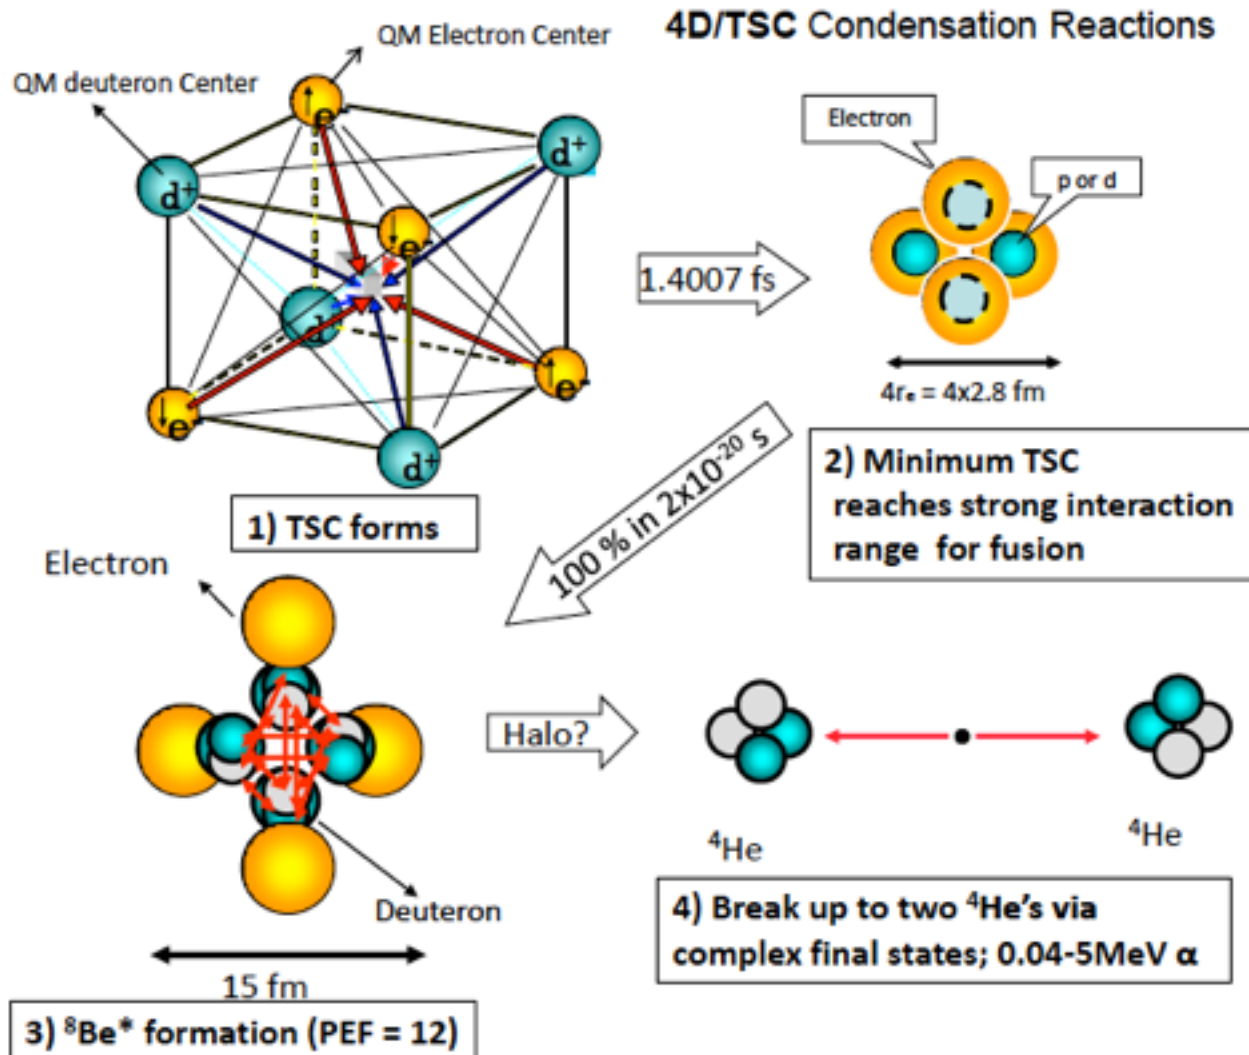 4D/TSC Condensation Reactions
QM Electron Center
QM deuteron Center
e-
d+
d+
e-
d
e
e-
d+
1) TSC forms
1.4007 fs
Electron
p or d
4re = 4x2.8 fm
2) Minimum TSC
reaches strong interaction
range for fusion
100 % in 2x10-20 s
Electron
Deuteron
15 fm
3) 8Be* formation (PEF = 12)
Halo?
4He
4He
4) Break up to two 4He's via
complex final states; 0.04-5MeV α